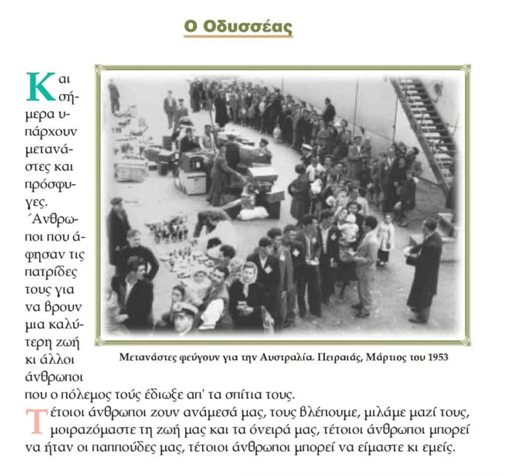 Ο Οδυσσέας
Και
σή-
μερα υ-
πάρχουν
μετανά-
στες και
πρόσφυ-
γες.
΄Ανθρω-
ποι που ά-
φησαν τις
πατρίδες
τους για
να βρουν
μια καλύ-
τερη ζωή
κι άλλοι
άνθρωποι
που ο πόλεμος τούς έδιωξε απ' τα σπίτια τους.
Τέτοιοι άνθρωποι ζουν ανάμεσά μας, τους βλέπουμε, μιλάμε μαζί τους,
μοιραζόμαστε τη ζωή μας και τα όνειρά μας, τέτοιοι άνθρωποι μπορεί
να ήταν οι παππούδες μας, τέτοιοι άνθρωποι μπορεί να είμαστε κι εμείς.
Μετανάστες φεύγουν για την Αυστραλία. Πειραιάς, Μάρτιος του 1953